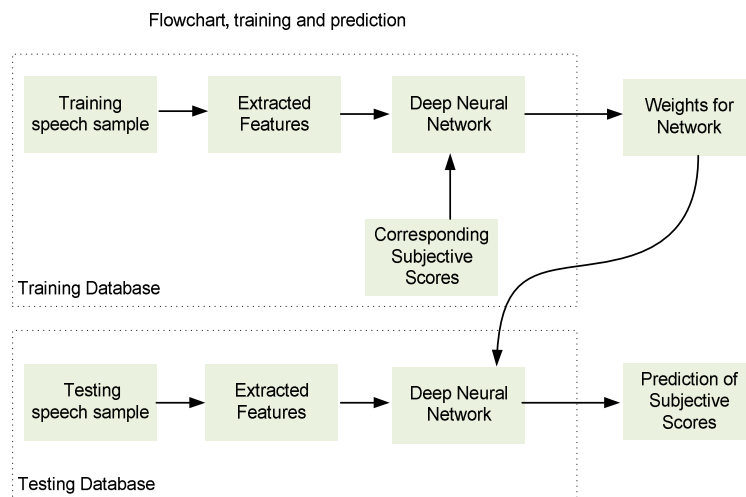 Flowchart, training and prediction
Training
speech sample
Extracted
Features
Deep Neural
Network
Weights for
Network
Corresponding
Subjective
Scores
Training Database
Testing
speech sample
Extracted
Features
Deep Neural
Network
Prediction of
Subjective
Scores
Testing Database